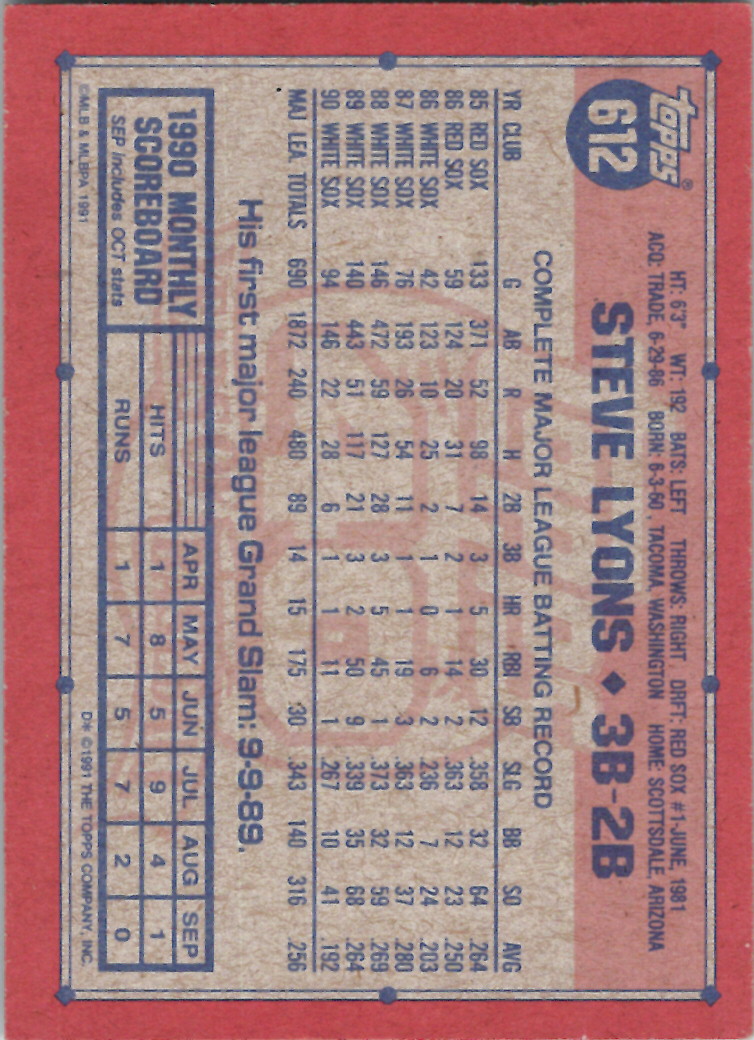 Topps®
612
HT: 6'3" WT: 192 BATS: LEFT THROWS: RIGHT DRFT: RED SOX #1-JUNE, 1981
ACQ: TRADE, 6-29-86 BORN: 6-3-60, TACOMA, WASHINGTON HOME: SCOTTSDALE, ARIZONA
STEVE LYONS ♦ 3B-2B
COMPLETE MAJOR LEAGUE BATTING RECORD
YR CLUB G AB R H 2B 3B HR RBI SB SLG BB SO AVG
85 RED SOX 133 371 52 98 14 3 5 30 12 .358 32 64 .264
86 RED SOX 59 124 20 31 7 2 1 14 2 .363 12 23 .250
86 WHITE SOX 42 123 10 25 2 1 0 6 2 .236 7 24 .203
87 WHITE SOX 76 193 26 54 11 1 1 19 3 .363 12 37 .280
88 WHITE SOX 146 472 59 127 28 3 5 45 1 .373 32 59 .269
89 WHITE SOX 140 443 51 117 21 3 2 50 9 .339 35 68 .264
90 WHITE SOX 94 146 22 28 6 1 1 11 1 .267 10 41 .192
MAJ. LEA. TOTALS 690 1872 240 480 89 14 15 175 30 .343 140 316 .256
His first major league Grand Slam: 9-9-89.
1990 MONTHLY
SCOREBOARD
SEP includes OCT stats
APR MAY JUN JUL AUG SEP
HITS 1 8 5 9 4 1
RUNS 1 7 5 7 2 0
©MLB & MLBPA 1991
D* ©1991 THE TOPPS COMPANY, INC.